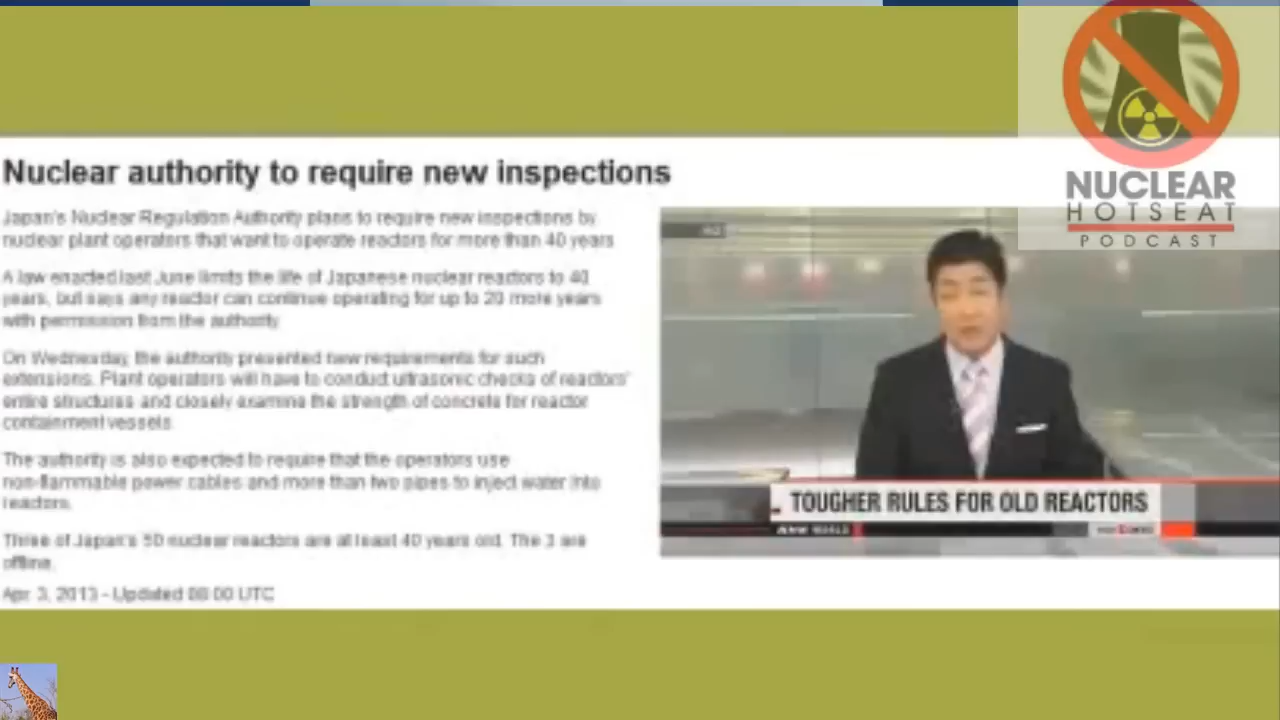 NUCLEAR
HOTSEAT
PODCAST
Nuclear authority to require new inspections
Japan's Nuclear Regulation Authority plans to require new inspections by
nuclear plant operators that want to operate reactors for more than 40 years
A law enacted last June limits the life of Japanese nuclear reactors to 40
years, but says any reactor can continue operating for up to 20 more years
with permission from the authority
On Wednesday, the authority presented new requirements for such
extensions. Plant operators will have to conduct ultrasonic checks of reactors'
entire structures and closely examine the strength of concrete for reactor
containment vessels
The authority is also expected to require that the operators use
non-flammable power cables and more than two pipes to inject water into
reactors.
Three of Japan's 50 nuclear reactors are at least 40 years old. The 3 are
offline.
Apr. 3, 2013 - Updated 08:00 UTC
TOUGHER RULES FOR OLD REACTORS
NHK WORLD